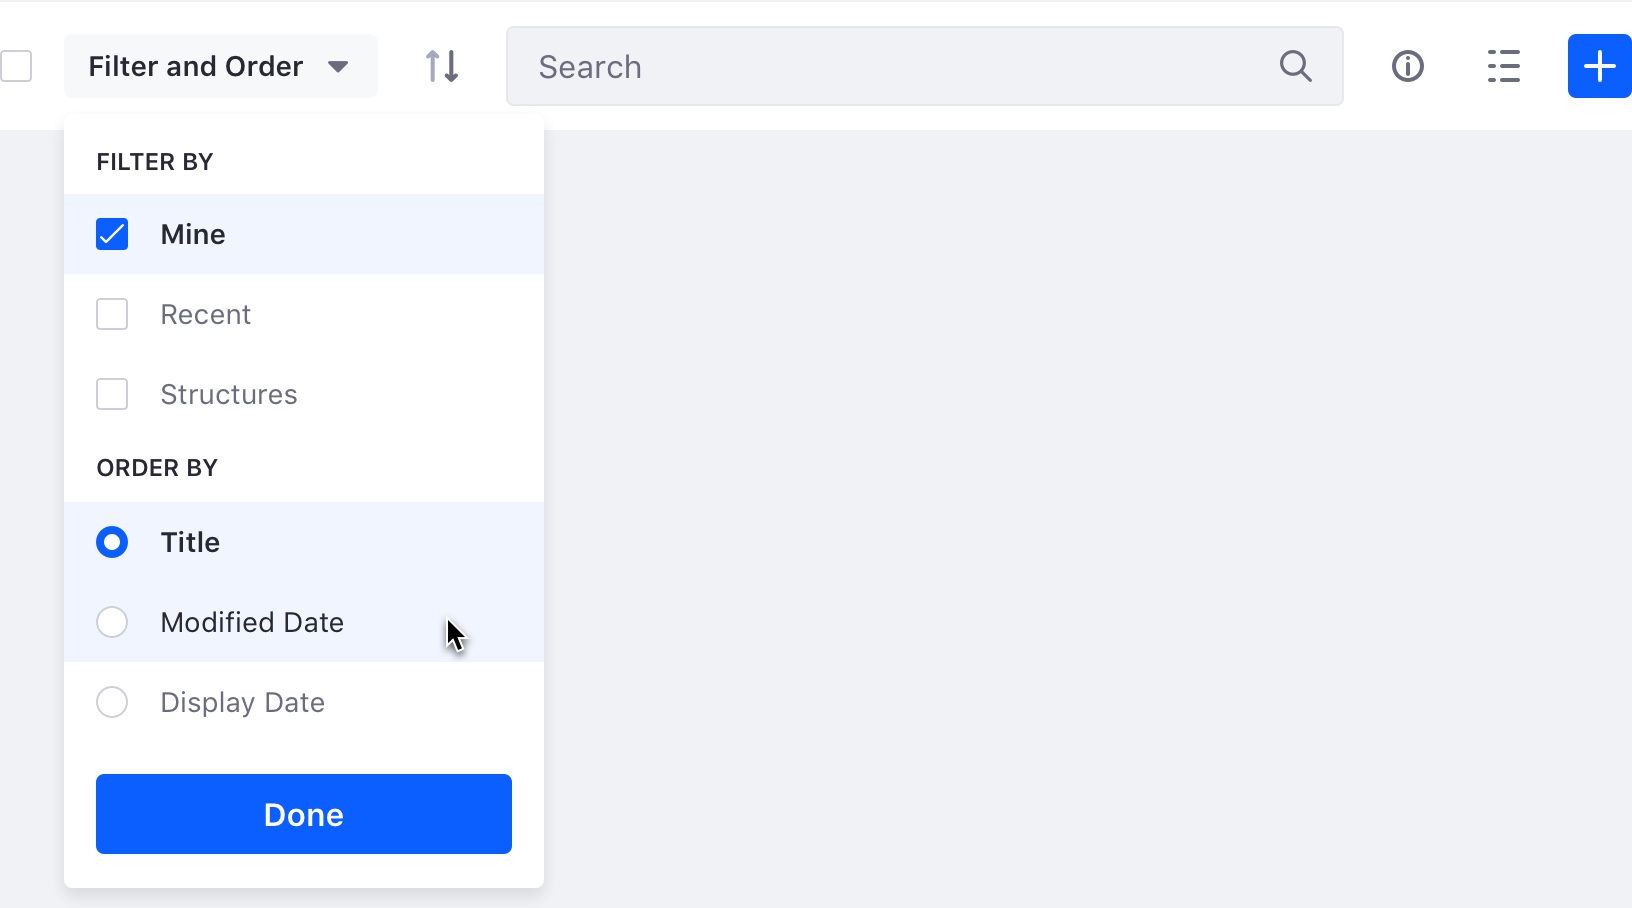 Filter and Order
Search
FILTER BY
Mine
Recent
Structures
ORDER BY
Title
Modified Date
Display Date
Done